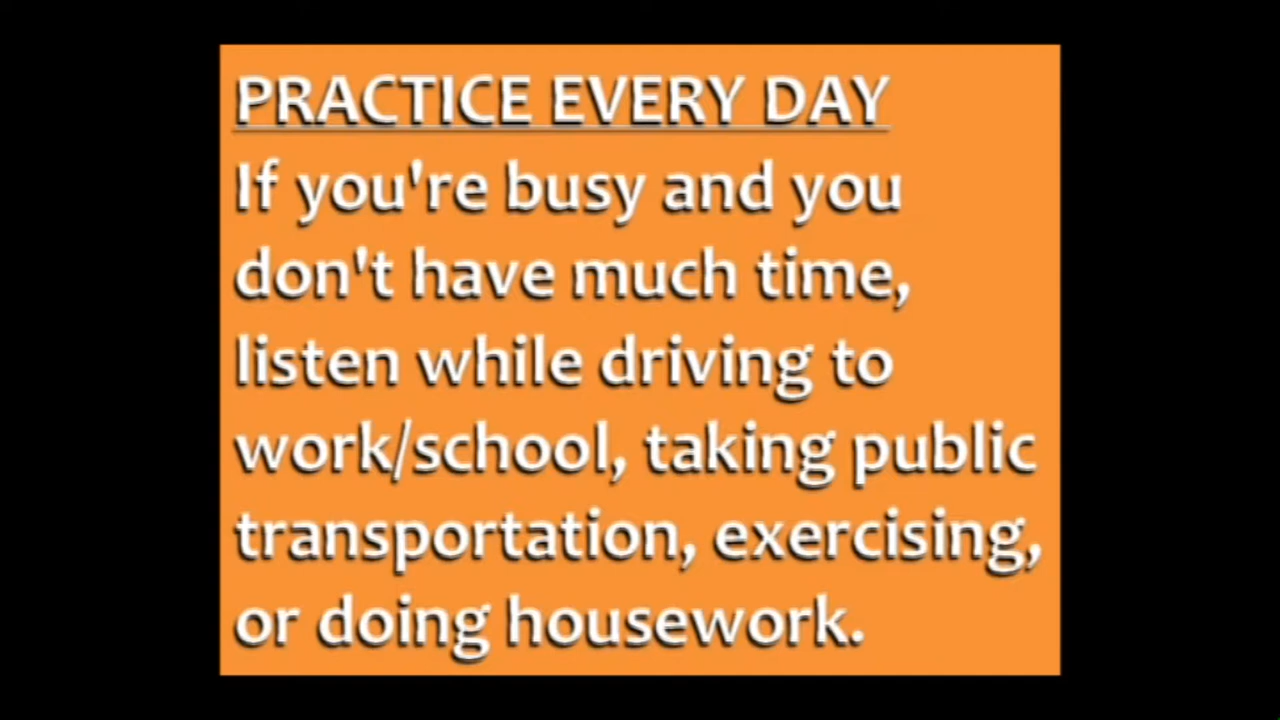 PRACTICE EVERY DAY
If you're busy and you
don't have much time,
listen while driving to
work/school, taking public
transportation, exercising,
or doing housework.